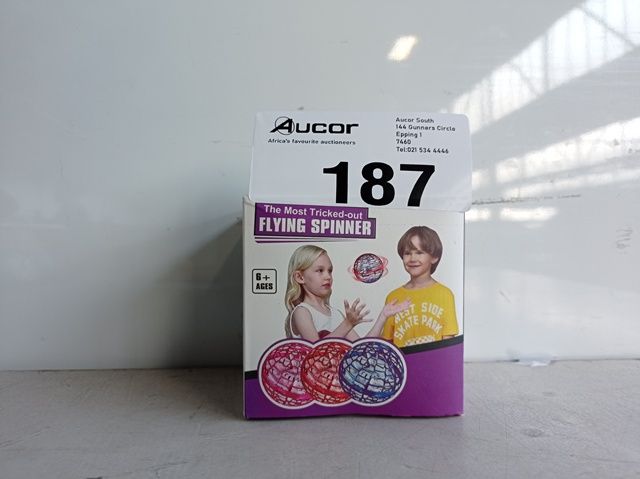 Aucor
Africa's favourite auctioneers
Aucor South
144 Gunners Circle
Epping 1
7460
Tel:021 534 4446
187
The Most Tricked-out
FLYING SPINNER
6+
AGES
WEST SIDE
SKATE PARK